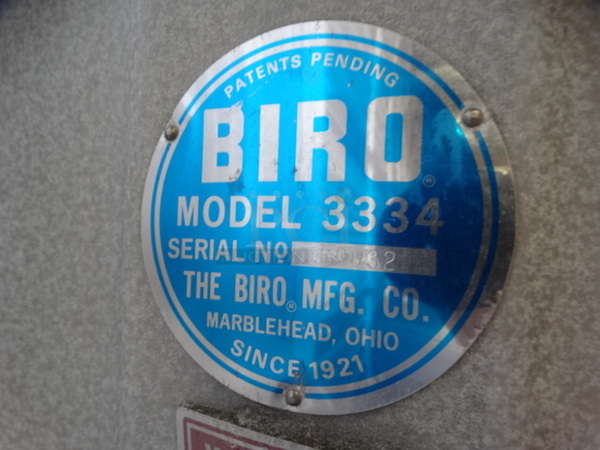 PATENTS PENDING
BIRO®
MODEL 3334
SERIAL NO
THE BIRO® MFG. CO.
MARBLEHEAD, OHIO
SINCE 1921